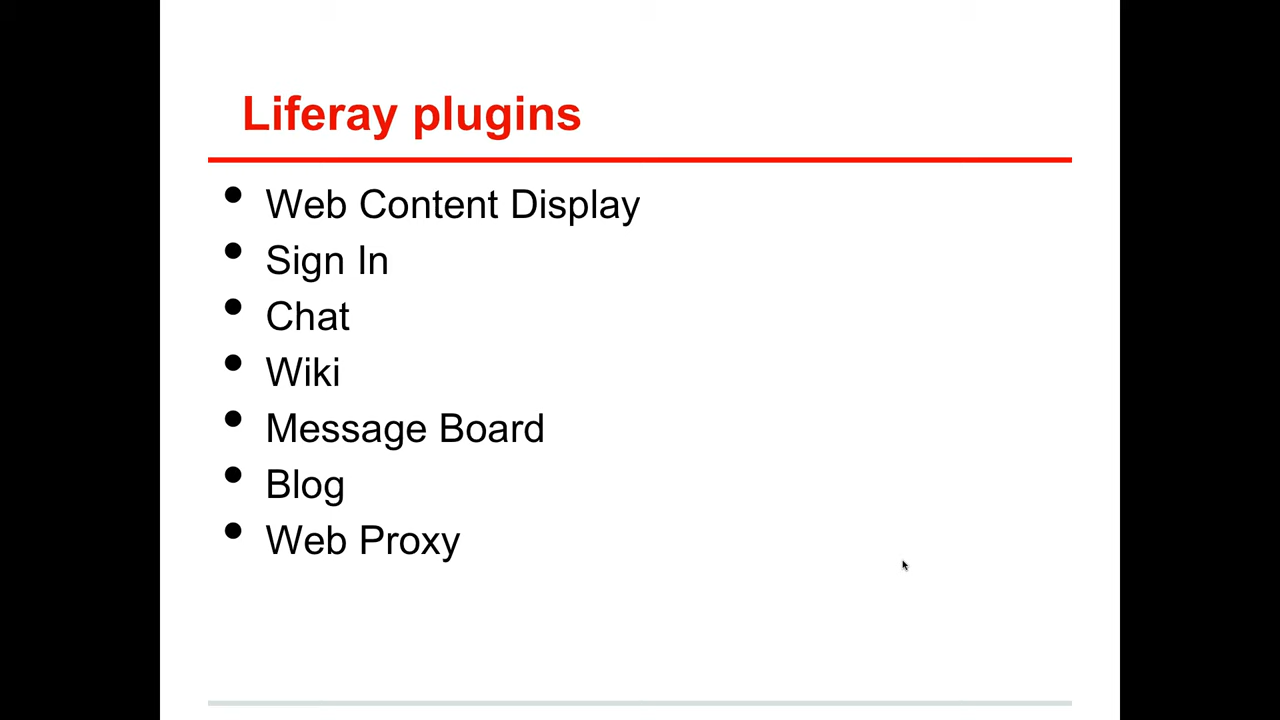 Liferay plugins
• Web Content Display
• Sign In
• Chat
• Wiki
• Message Board
• Blog
• Web Proxy